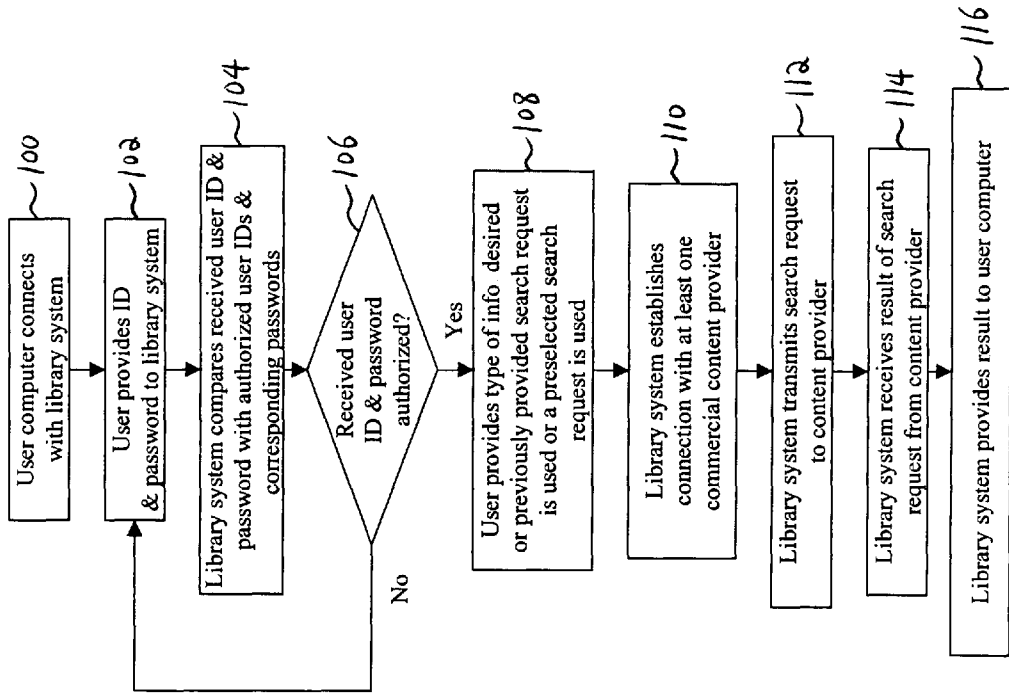 User computer connects
with library system
100
User provides ID
& password to library system
102
Library system compares received user ID &
password with authorized user IDs &
corresponding passwords
104
Received user
ID & password
authorized?
106
No
Yes
User provides type of info desired
or previously provided search request
is used or a preselected search
request is used
108
Library system establishes
connection with at least one
commercial content provider
110
Library system transmits search request
to content provider
112
Library system receives result of search
request from content provider
114
Library system provides result to user computer
116